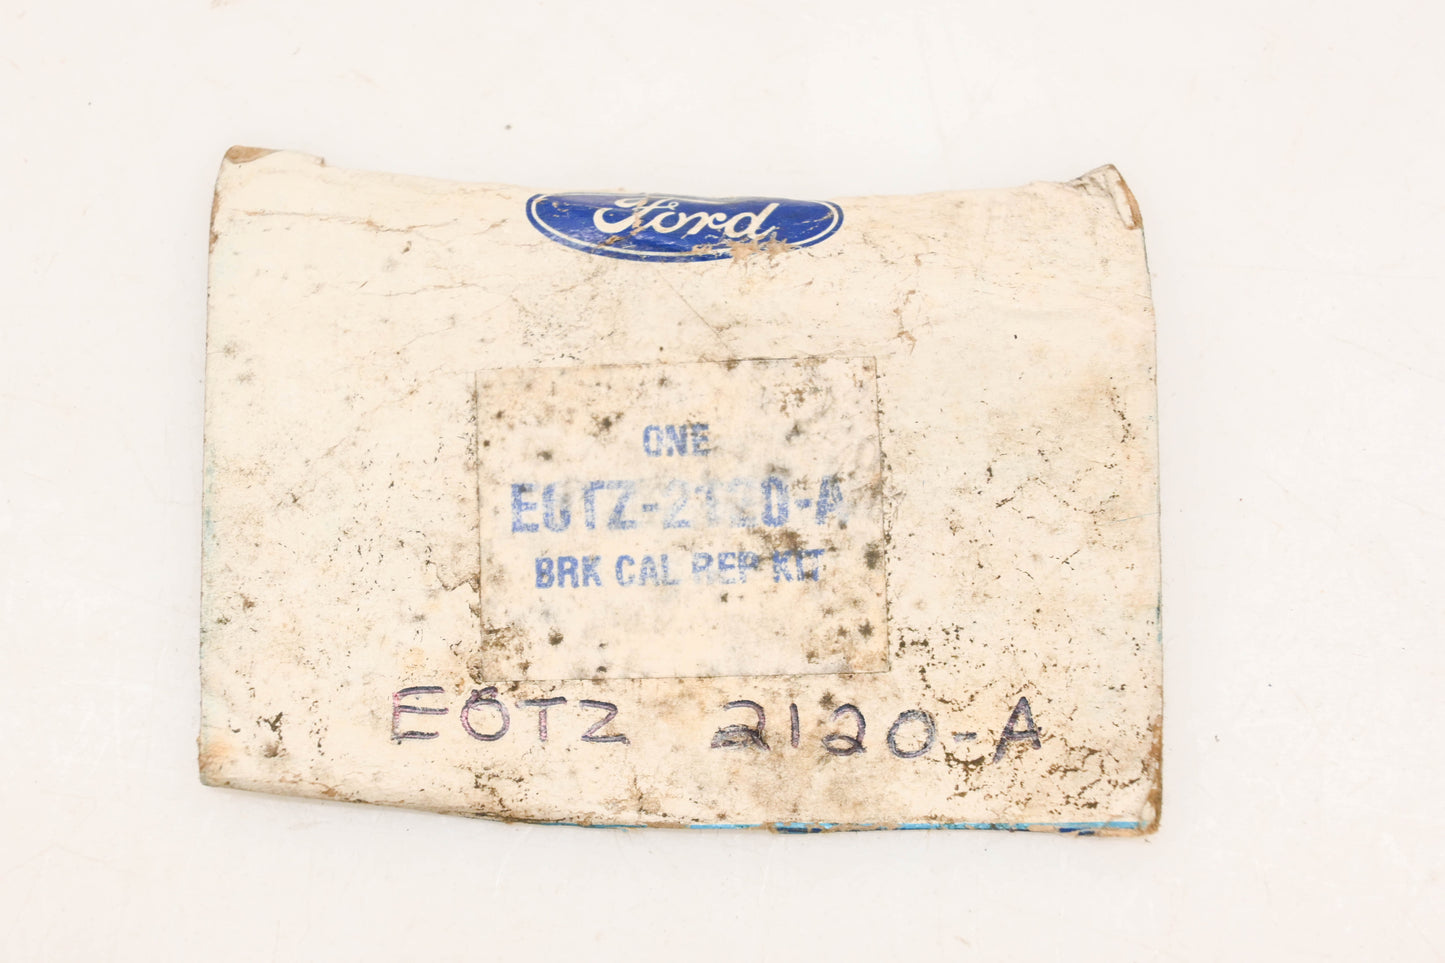 Ford
ONE
E0TZ-2120-A
BRK CAL REP KIT
E0TZ 2120-A